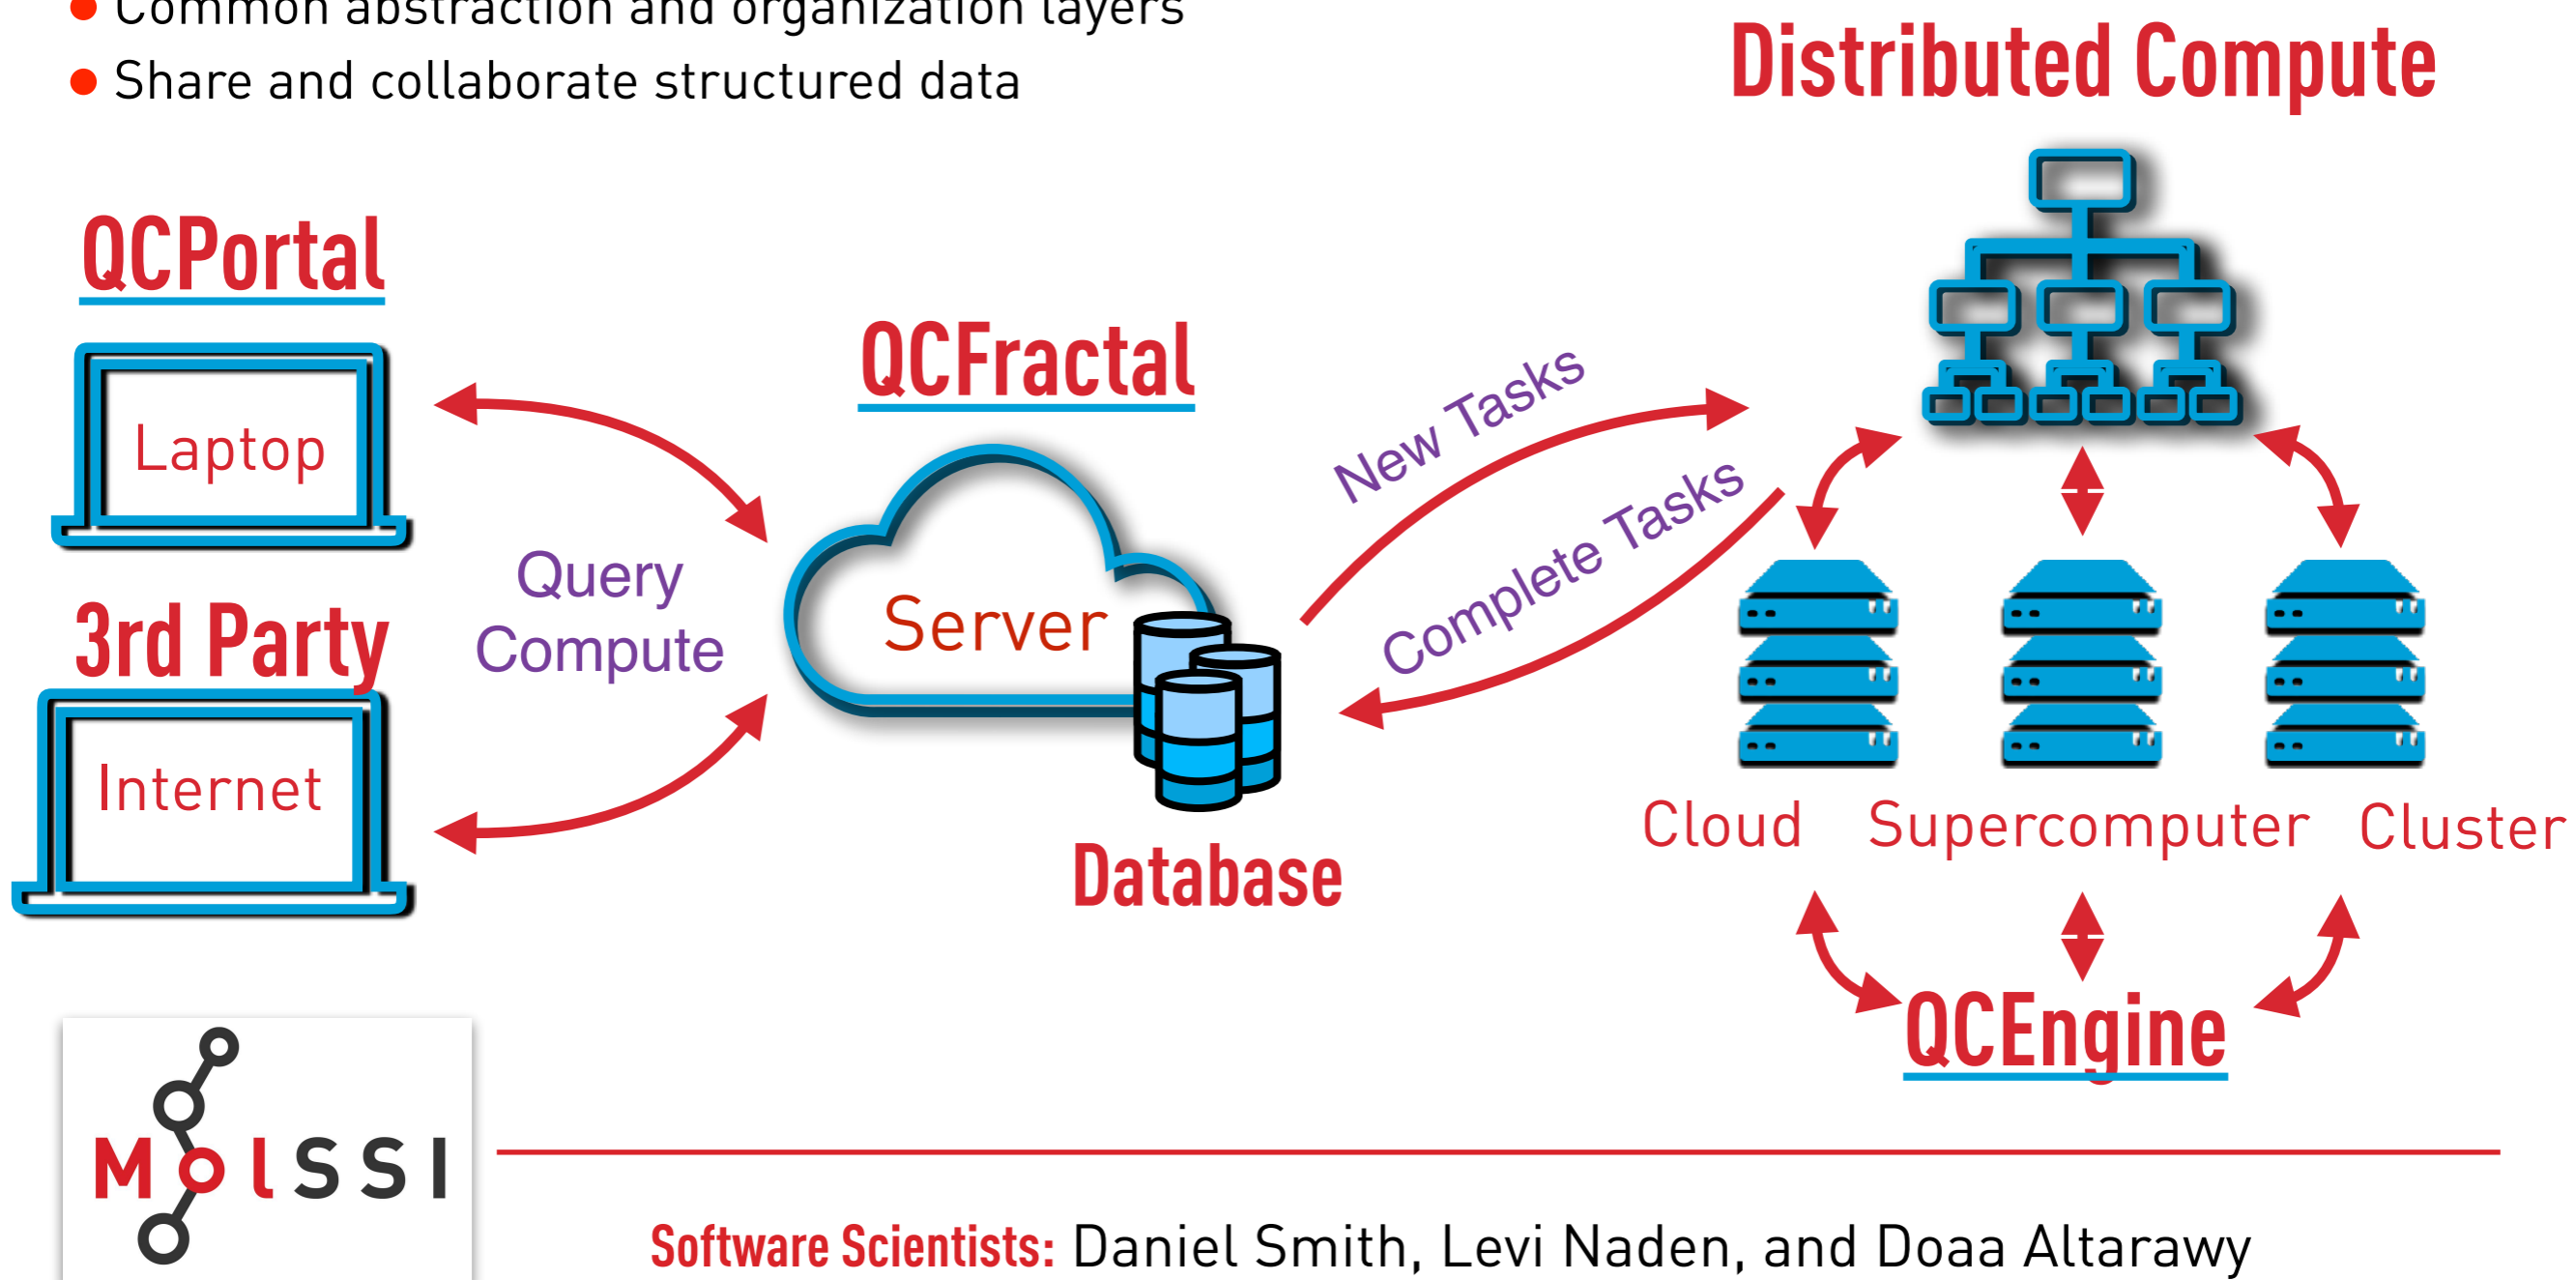 Common abstraction and organization layers
Share and collaborate structured data
Distributed Compute
QCPortal
Laptop
3rd Party
Internet
Query
Compute
QCFractal
Server
Database
New Tasks
Complete Tasks
Cloud
Supercomputer
Cluster
QCEngine
MolSSI
Software Scientists: Daniel Smith, Levi Naden, and Doaa Altarawy